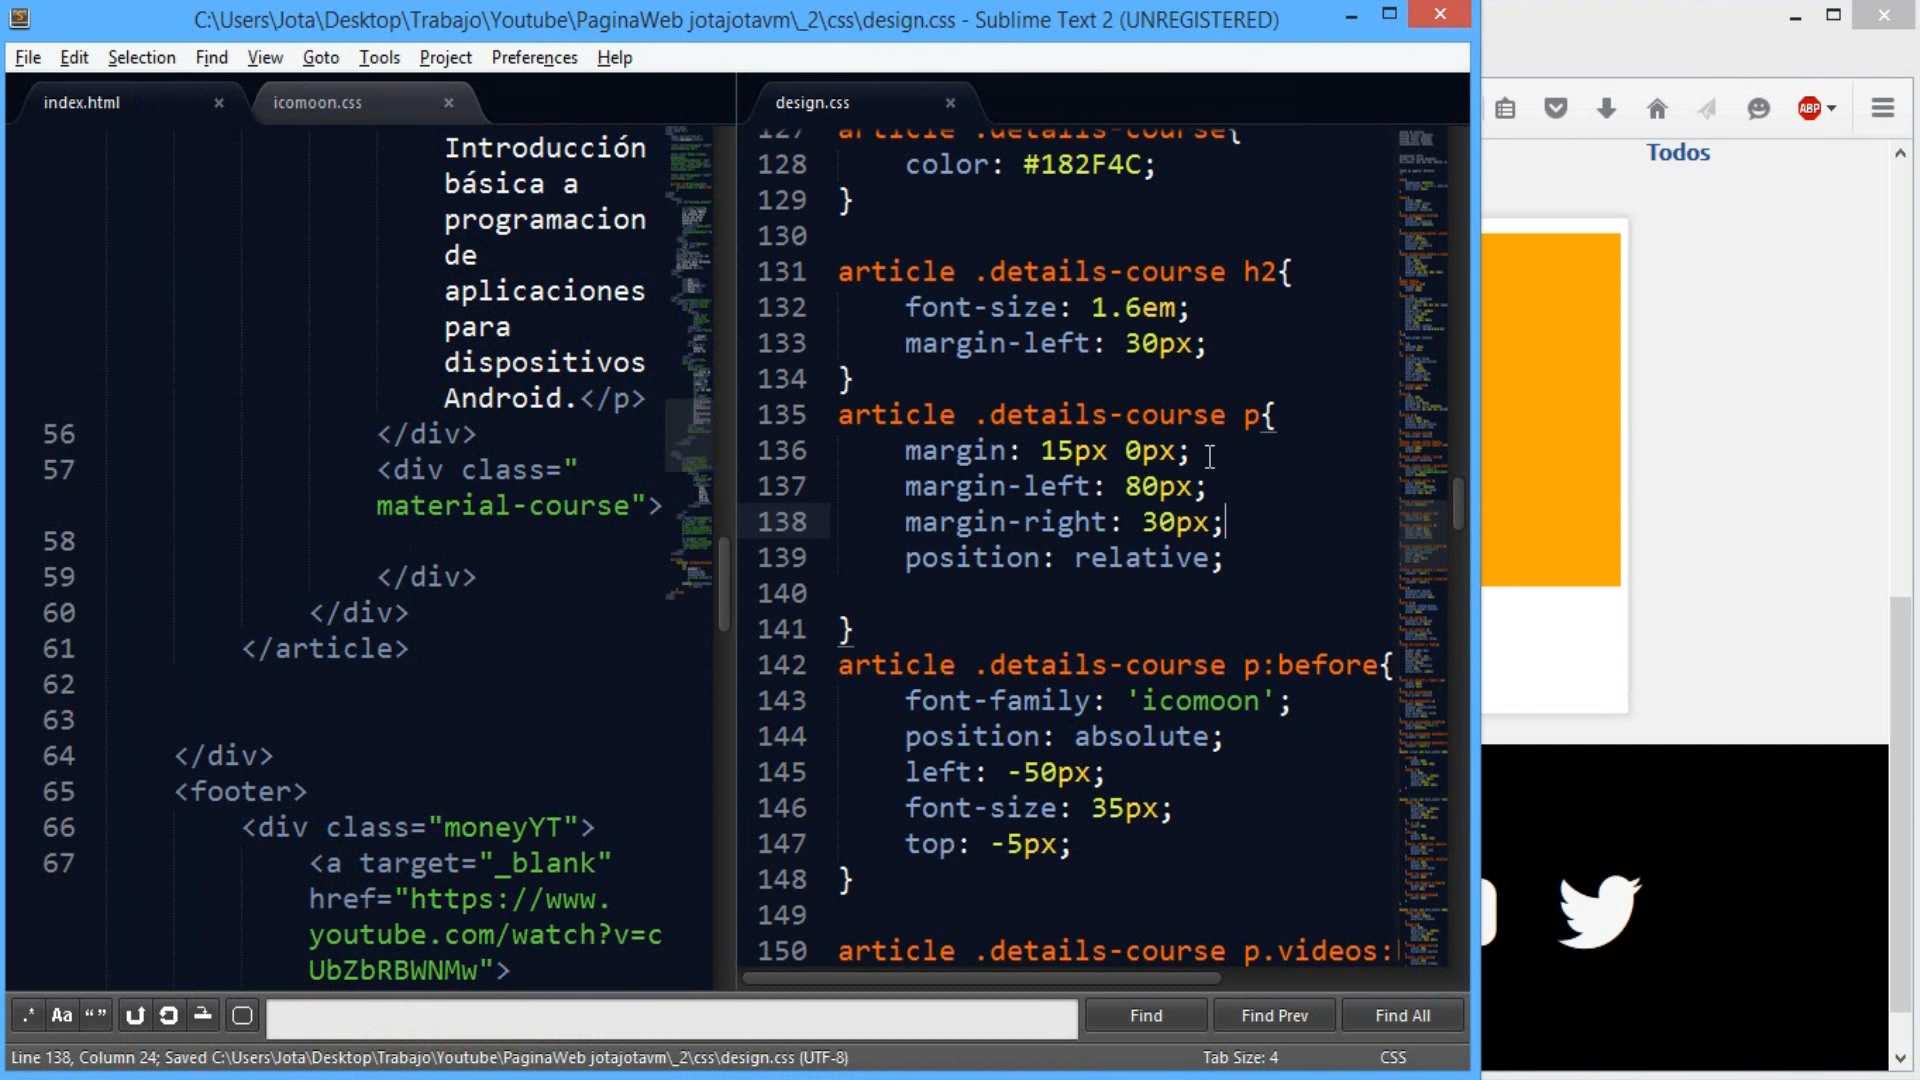 C:\Users\Jota\Desktop\Trabajo\Youtube\PaginaWeb jotajotavm\_2\css\design.css - Sublime Text 2 (UNREGISTERED)
File Edit Selection Find View Goto Tools Project Preferences Help
index.html × icomoon.css × design.css ×
Introducción
básica a
programacion
de
aplicaciones
para
dispositivos
Android.</p>
56 </div>
57 <div class="
material-course">
58
59 </div>
60 </div>
61 </article>
62
63
64 </div>
65 <footer>
66 <div class="moneyYT">
67 <a target="_blank"
href="https://www.
youtube.com/watch?v=c
UbZbRBWNMw">
127 article .details-course{
128 color: #182F4C;
129 }
130
131 article .details-course h2{
132 font-size: 1.6em;
133 margin-left: 30px;
134 }
135 article .details-course p{
136 margin: 15px 0px;
137 margin-left: 80px;
138 margin-right: 30px;
139 position: relative;
140
141 }
142 article .details-course p:before{
143 font-family: 'icomoon';
144 position: absolute;
145 left: -50px;
146 font-size: 35px;
147 top: -5px;
148 }
149
150 article .details-course p.videos:
ABP
Todos
.* Aa “ ” Find Find Prev Find All
Line 138, Column 24; Saved C:\Users\Jota\Desktop\Trabajo\Youtube\PaginaWeb jotajotavm\_2\css\design.css (UTF-8) Tab Size: 4 CSS